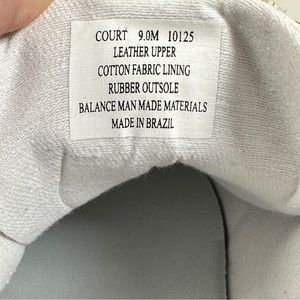 COURT 9.0M 10125
LEATHER UPPER
COTTON FABRIC LINING
RUBBER OUTSOLE
BALANCE MAN MADE MATERIALS
MADE IN BRAZIL